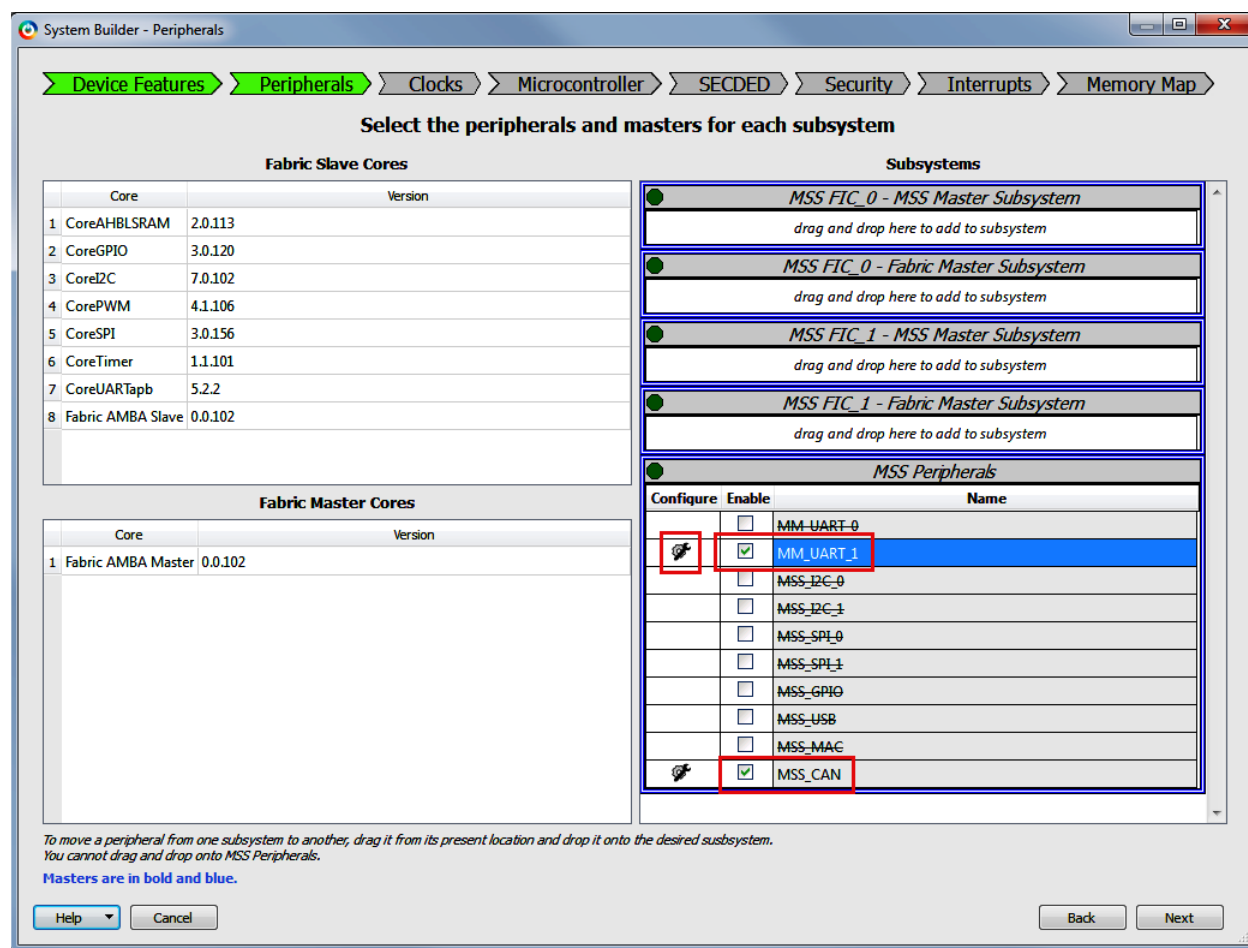 System Builder - Peripherals
Device Features Peripherals Clocks Microcontroller SECDED Security Interrupts Memory Map
Select the peripherals and masters for each subsystem
Fabric Slave Cores
Core Version
1 CoreAHBLSRAM 2.0.113
2 CoreGPIO 3.0.120
3 CoreI2C 7.0.102
4 CorePWM 4.1.106
5 CoreSPI 3.0.156
6 CoreTimer 1.1.101
7 CoreUARTapb 5.2.2
8 Fabric AMBA Slave 0.0.102
Fabric Master Cores
Core Version
1 Fabric AMBA Master 0.0.102
Subsystems
MSS FIC_0 - MSS Master Subsystem
drag and drop here to add to subsystem
MSS FIC_0 - Fabric Master Subsystem
drag and drop here to add to subsystem
MSS FIC_1 - MSS Master Subsystem
drag and drop here to add to subsystem
MSS FIC_1 - Fabric Master Subsystem
drag and drop here to add to subsystem
MSS Peripherals
Configure Enable Name
MM_UART_0
MM_UART_1
MSS_I2C_0
MSS_I2C_1
MSS_SPI_0
MSS_SPI_1
MSS_GPIO
MSS_USB
MSS_MAC
MSS_CAN
To move a peripheral from one subsystem to another, drag it from its present location and drop it onto the desired susbsystem.
You cannot drag and drop onto MSS Peripherals.
Masters are in bold and blue.
Help Cancel Back Next